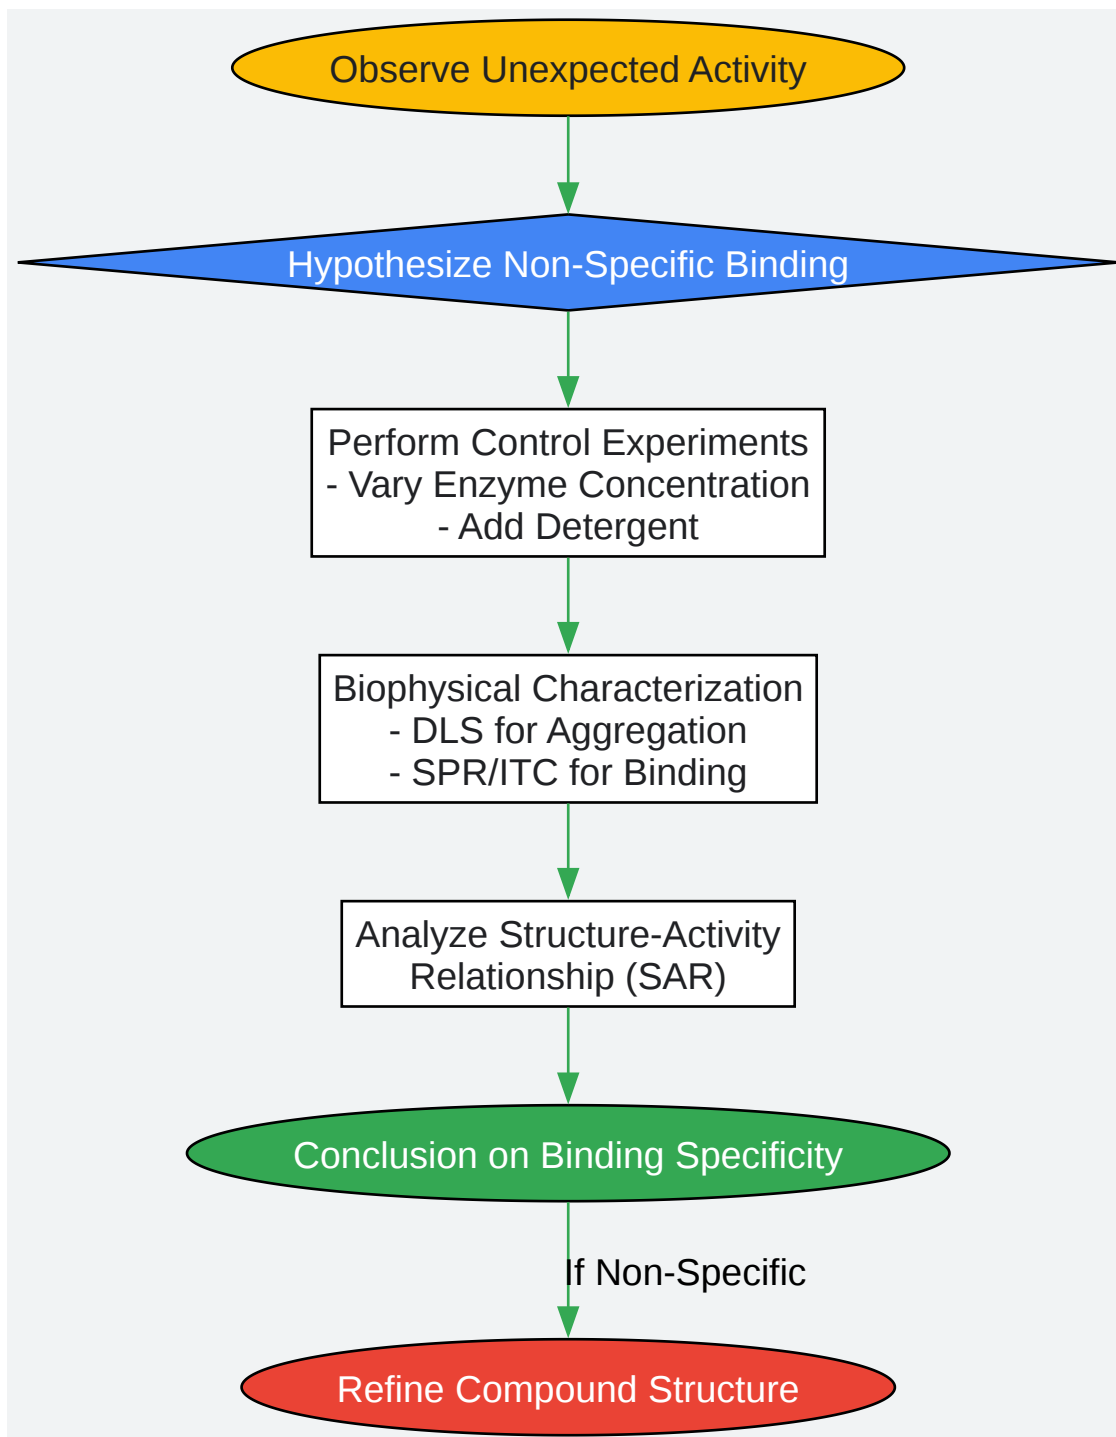 Observe Unexpected Activity
Hypothesize Non-Specific Binding
Perform Control Experiments
- Vary Enzyme Concentration
- Add Detergent
Biophysical Characterization
- DLS for Aggregation
- SPR/ITC for Binding
Analyze Structure-Activity
Relationship (SAR)
Conclusion on Binding Specificity
If Non-Specific
Refine Compound Structure